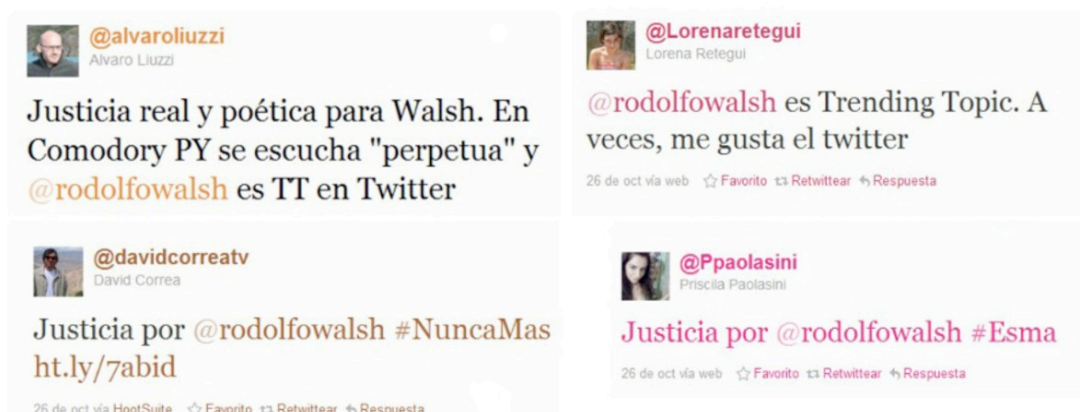 @alvaroliuzzi
Alvaro Liuzzi
Justicia real y poética para Walsh. En
Comodory PY se escucha "perpetua" y
@rodolfowalsh es TT en Twitter
@Lorenaretegui
Lorena Retegui
@rodolfowalsh es Trending Topic. A
veces, me gusta el twitter
26 de oct vía web Favorito Retwittear Respuesta
@davidcorreatv
David Correa
Justicia por @rodolfowalsh #NuncaMas
ht.ly/7abid
26 de oct vía HootSuite Favorito Retwittear Respuesta
@Ppaolasini
Priscila Paolasini
Justicia por @rodolfowalsh #Esma
26 de oct vía web Favorito Retwittear Respuesta